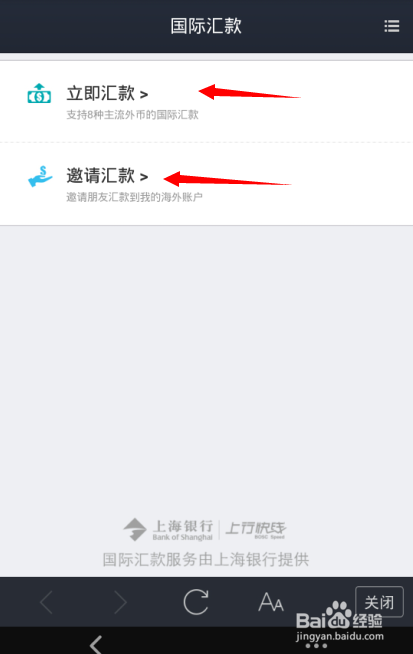 国际汇款
立即汇款 >
支持8种主流外币的国际汇款
邀请汇款 >
邀请朋友汇款到我的海外账户
上海银行
Bank of Shanghai
上行快线
BOSC Speed
国际汇款服务由上海银行提供
AA
关闭
Baidu经验
jingyan.baidu.com